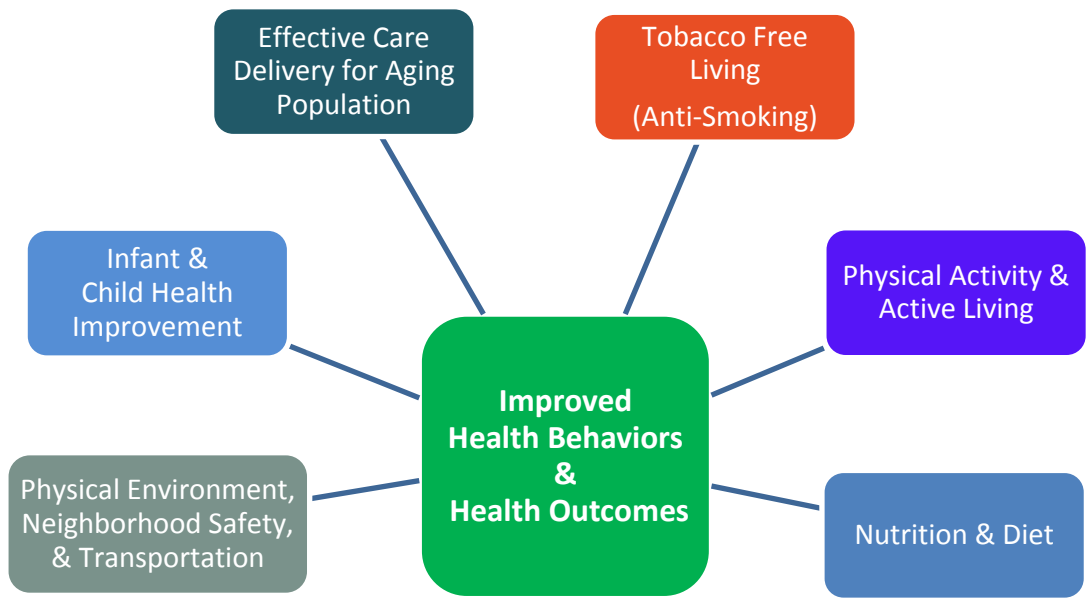 Effective Care
Delivery for Aging
Population
Tobacco Free
Living
(Anti-Smoking)
Infant &
Child Health
Improvement
Physical Activity &
Active Living
Improved
Health Behaviors
&
Health Outcomes
Physical Environment,
Neighborhood Safety,
& Transportation
Nutrition & Diet